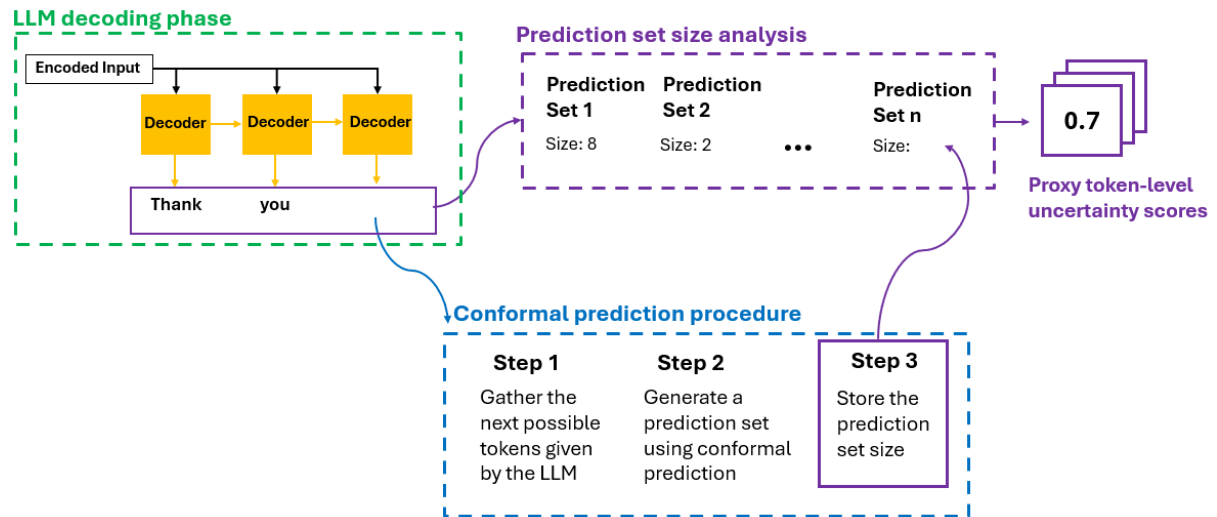 LLM decoding phase
Encoded Input
Decoder
Decoder
Decoder
Thank you
Prediction set size analysis
Prediction
Set 1
Size: 8
Prediction
Set 2
Size: 2
•••
Prediction
Set n
Size:
0.7
Proxy token-level
uncertainty scores
Conformal prediction procedure
Step 1
Gather the
next possible
tokens given
by the LLM
Step 2
Generate a
prediction set
using conformal
prediction
Step 3
Store the
prediction
set size